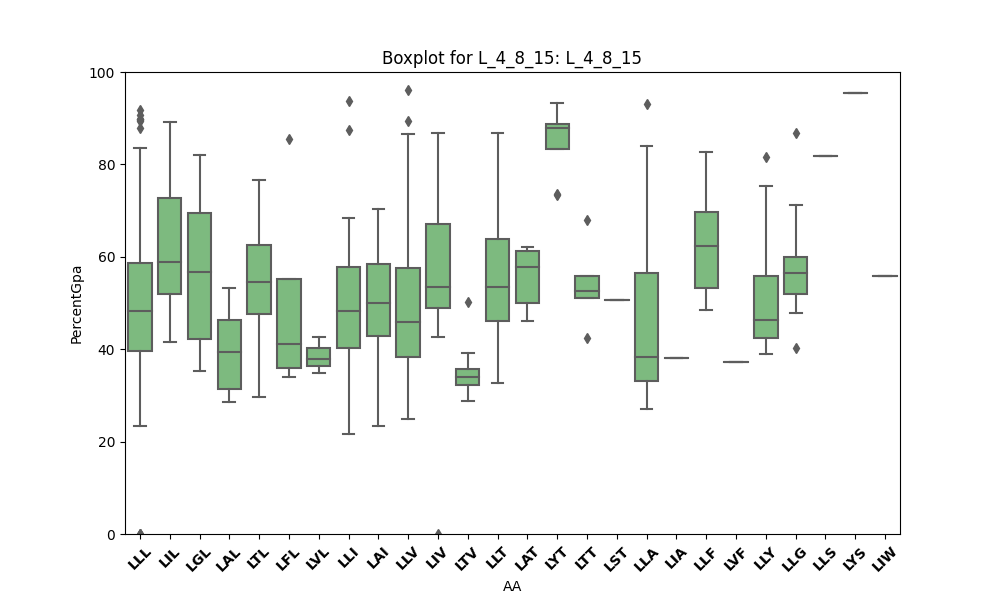 Boxplot for L_4_8_15: L_4_8_15
100
80
60
40
20
0
PercentGpa
LLL LIL LGL LAL LTL LFL LVL LLI LAI LLV LIV LTV LLT LAT LYT LTT LST LLA LIA LLF LVF LLY LLG LLS LYS LIW
AA